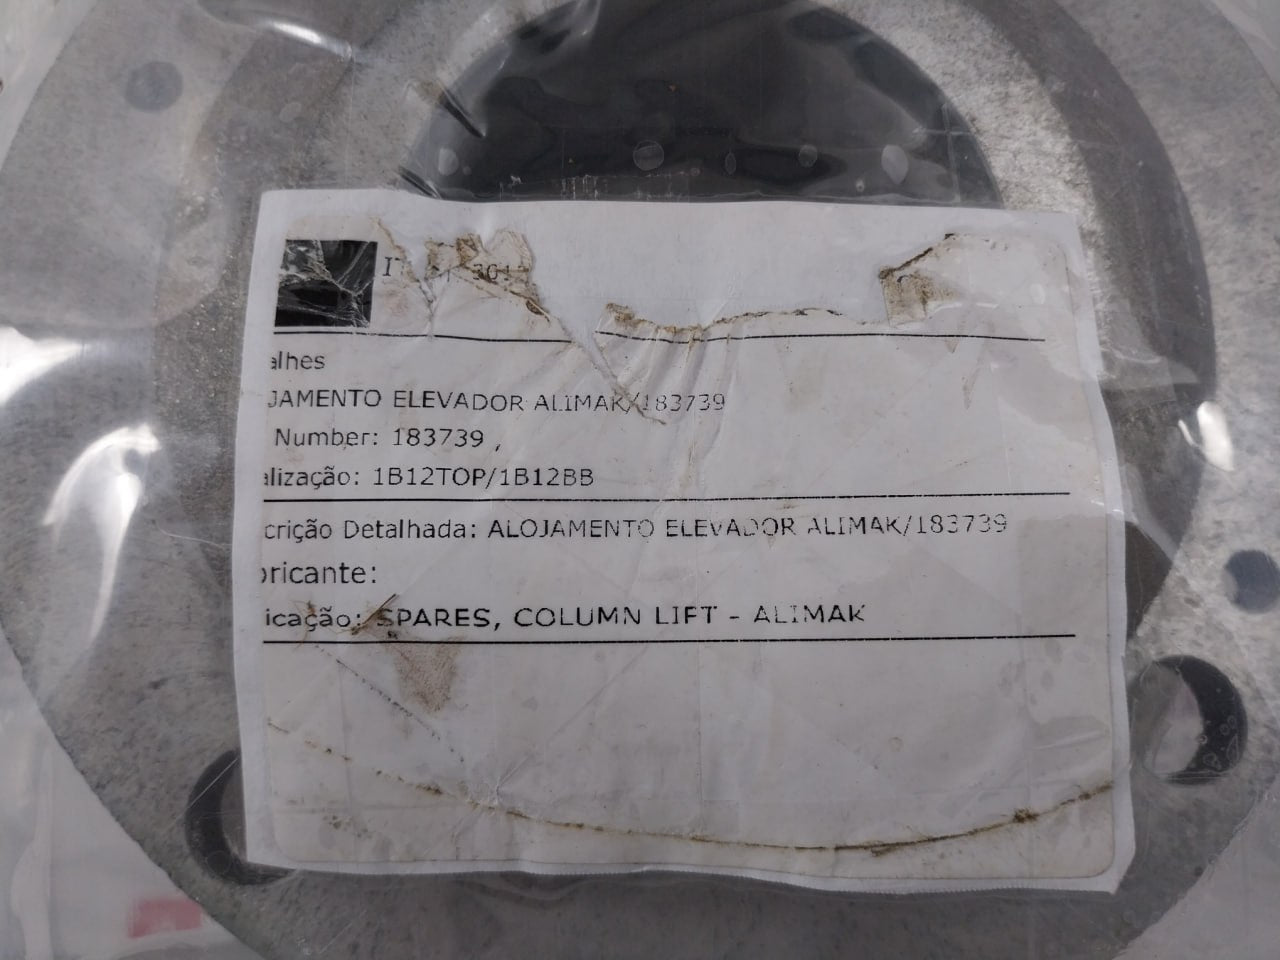 alhes
JAMENTO ELEVADOR ALIMAK/183739
Number: 183739 ,
alização: 1B12TOP/1B12BB
crição Detalhada: ALOJAMENTO ELEVADOR ALIMAK/183739
bricante:
icação: SPARES, COLUMN LIFT - ALIMAK